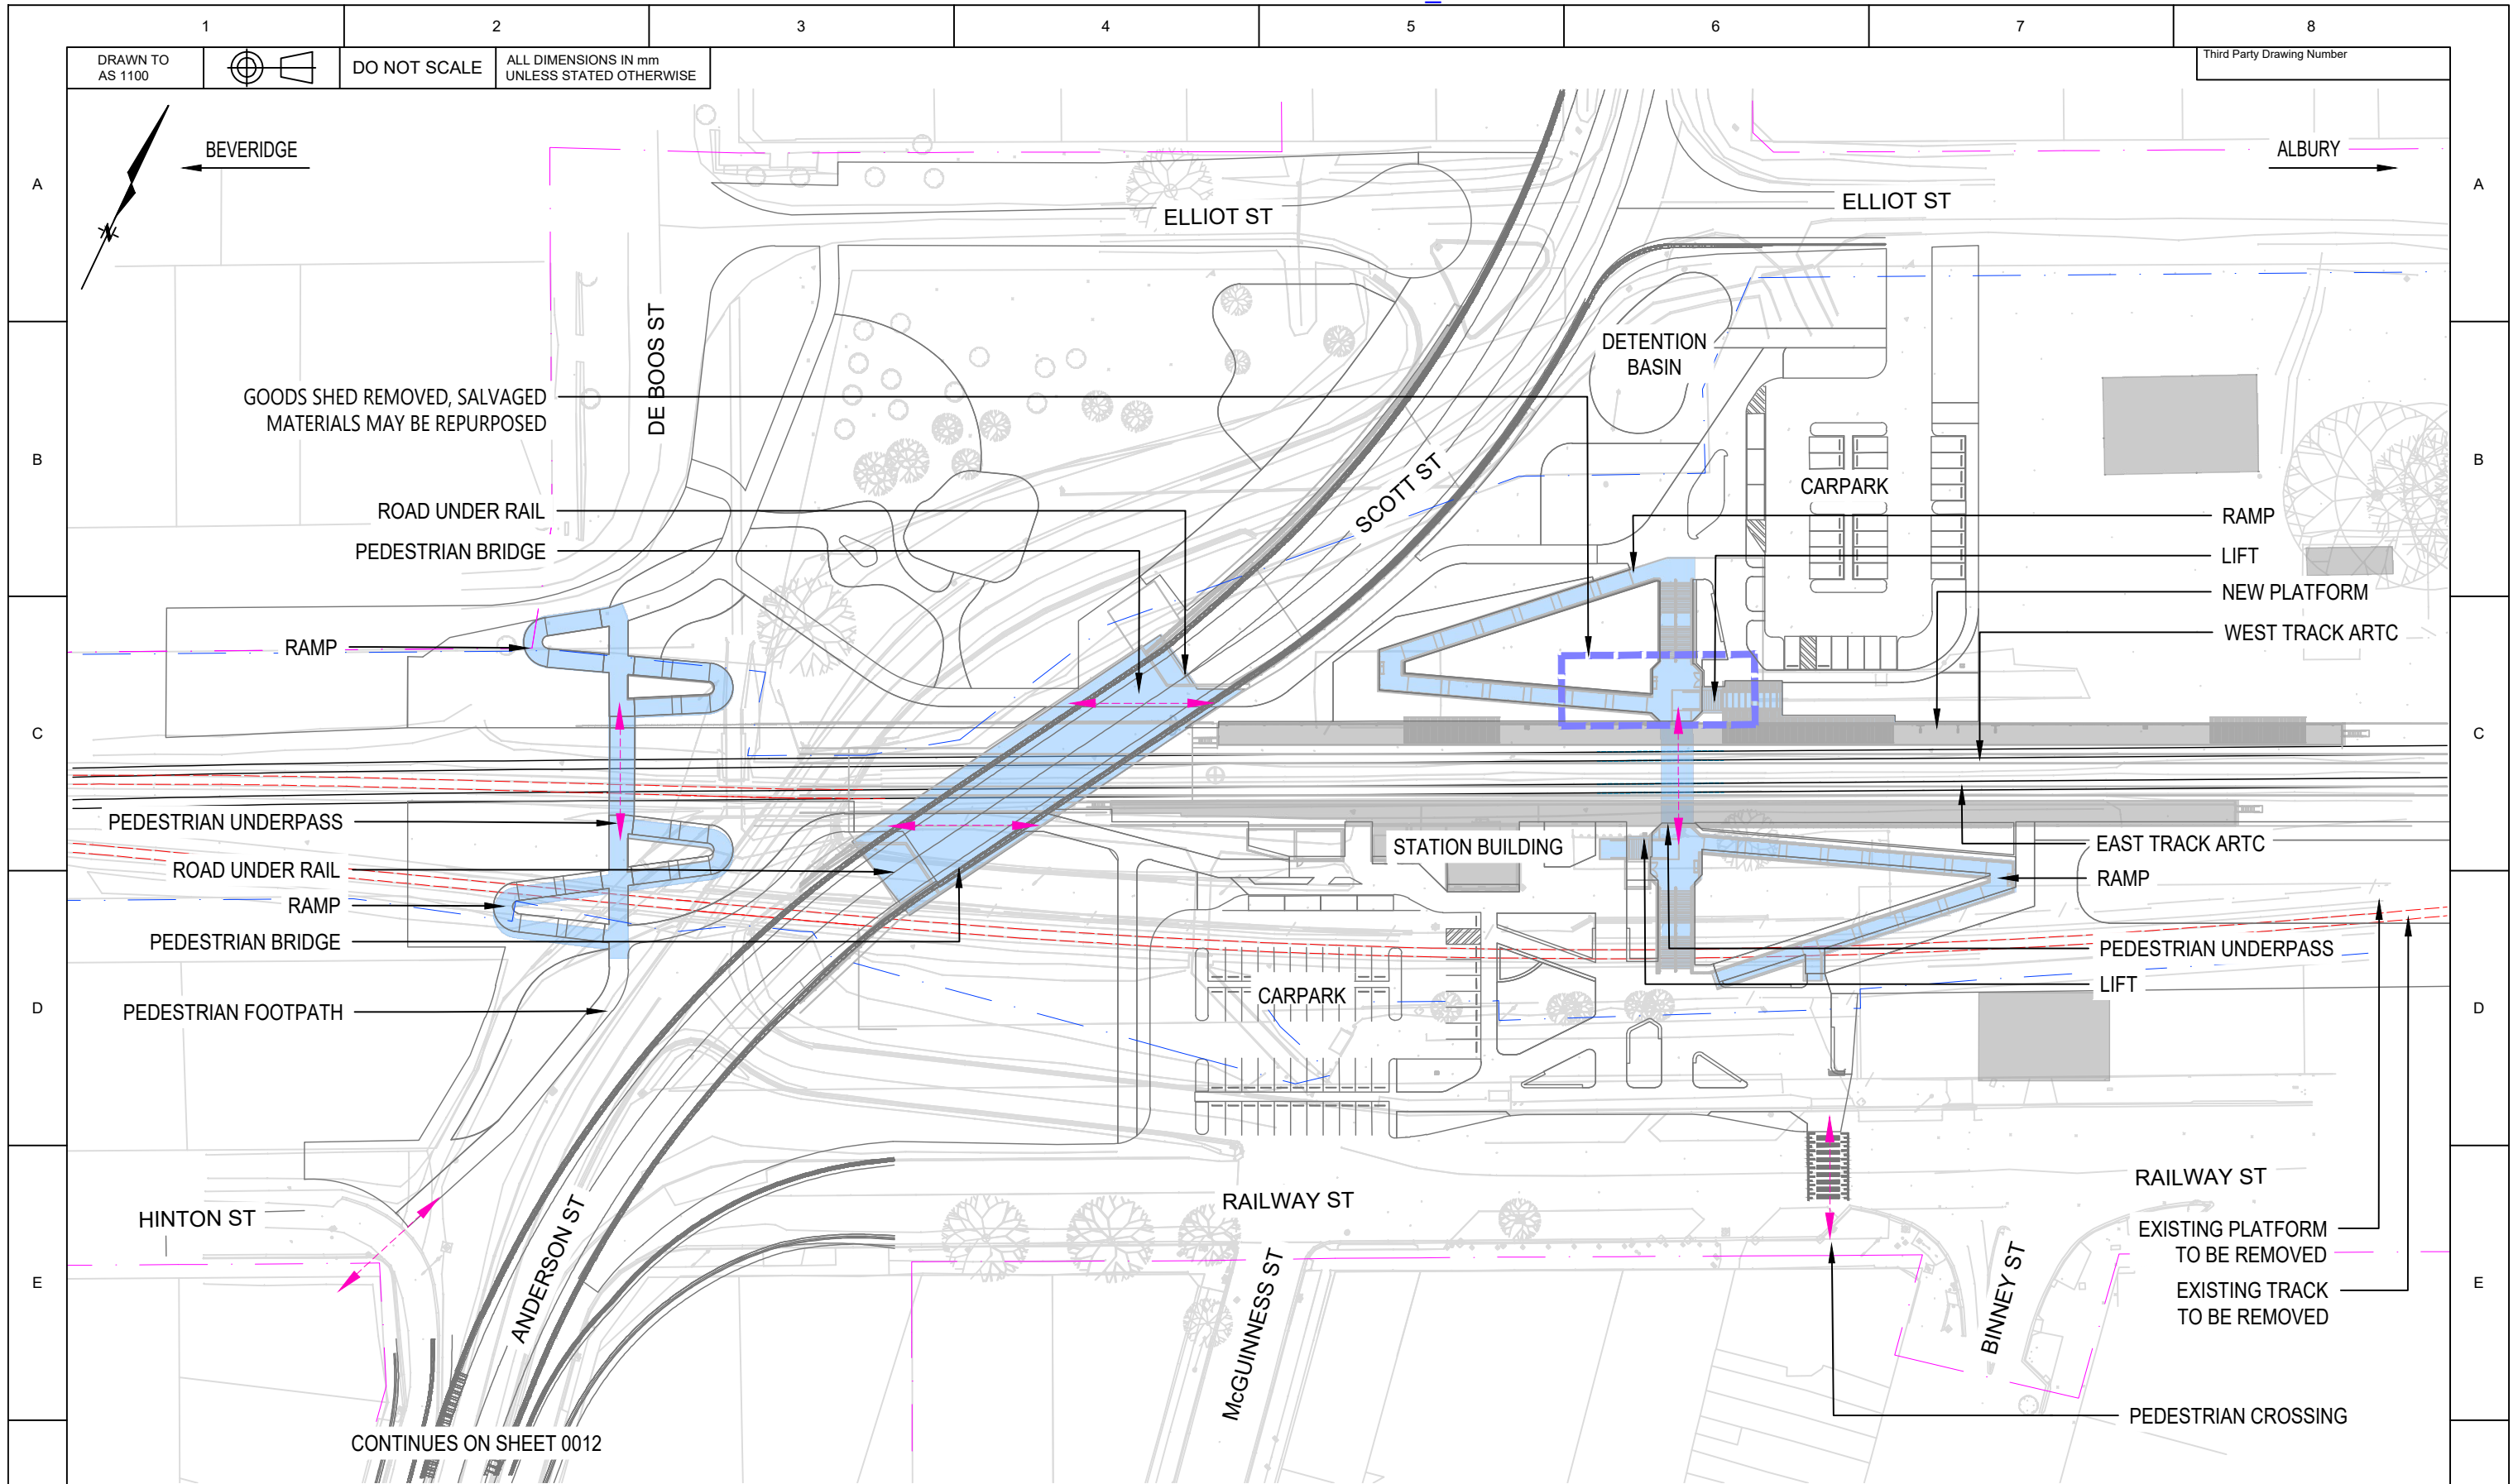 1 2 3 4 5 6 7 8
DRAWN TO
AS 1100
DO NOT SCALE
ALL DIMENSIONS IN mm
UNLESS STATED OTHERWISE
Third Party Drawing Number
BEVERIDGE
ALBURY
A
A
N
ELLIOT ST
ELLIOT ST
DE BOOS ST
DETENTION
BASIN
B
B
GOODS SHED REMOVED, SALVAGED
MATERIALS MAY BE REPURPOSED
SCOTT ST
CARPARK
ROAD UNDER RAIL
PEDESTRIAN BRIDGE
RAMP
LIFT
NEW PLATFORM
WEST TRACK ARTC
RAMP
C
C
PEDESTRIAN UNDERPASS
ROAD UNDER RAIL
RAMP
PEDESTRIAN BRIDGE
STATION BUILDING
EAST TRACK ARTC
RAMP
PEDESTRIAN UNDERPASS
LIFT
CARPARK
PEDESTRIAN FOOTPATH
D
D
HINTON ST
ANDERSON ST
RAILWAY ST
RAILWAY ST
McGUINNESS ST
BINNEY ST
EXISTING PLATFORM
TO BE REMOVED
EXISTING TRACK
TO BE REMOVED
E
E
PEDESTRIAN CROSSING
CONTINUES ON SHEET 0012